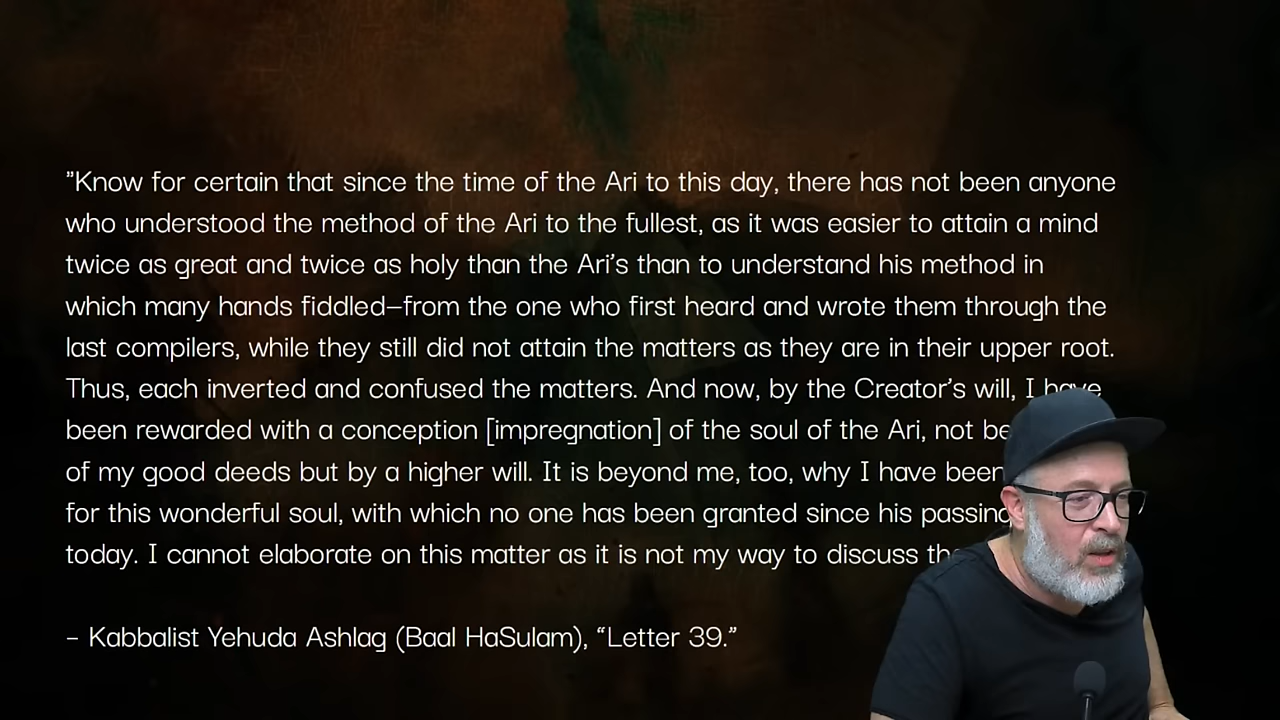 ”Know for certain that since the time of the Ari to this day, there has not been anyone
who understood the method of the Ari to the fullest, as it was easier to attain a mind
twice as great and twice as holy than the Ari’s than to understand his method in
which many hands fiddled–from the one who first heard and wrote them through the
last compilers, while they still did not attain the matters as they are in their upper root.
Thus, each inverted and confused the matters. And now, by the Creator’s will, I have
been rewarded with a conception [impregnation] of the soul of the Ari, not
of my good deeds but by a higher will. It is beyond me, too, why I have been
for this wonderful soul, with which no one has been granted since his passing
today. I cannot elaborate on this matter as it is not my way to discuss
– Kabbalist Yehuda Ashlag (Baal HaSulam), “Letter 39.”